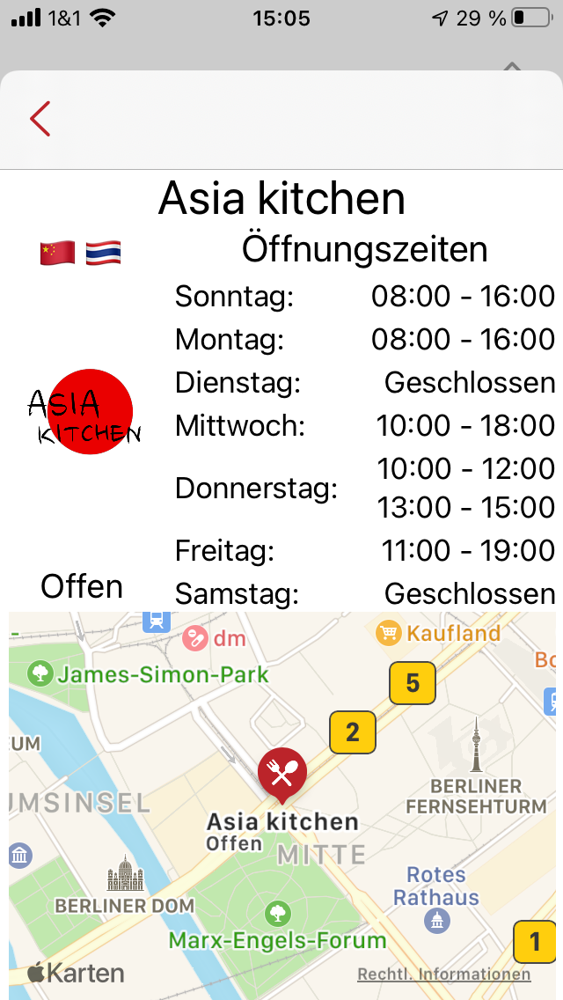 1&1 15:05 29 %
Asia kitchen
Öffnungszeiten
Sonntag: 08:00 - 16:00
Montag: 08:00 - 16:00
Dienstag: Geschlossen
Mittwoch: 10:00 - 18:00
Donnerstag: 10:00 - 12:00
13:00 - 15:00
Freitag: 11:00 - 19:00
Samstag: Geschlossen
ASIA
KITCHEN
Offen
dm
Kaufland
James-Simon-Park
5
2
UM
UMSINSEL
BERLINER
FERNSEHTURM
Asia kitchen
Offen
MITTE
BERLINER DOM
Rotes
Rathaus
Marx-Engels-Forum
1
Karten
Rechtl. Informationen